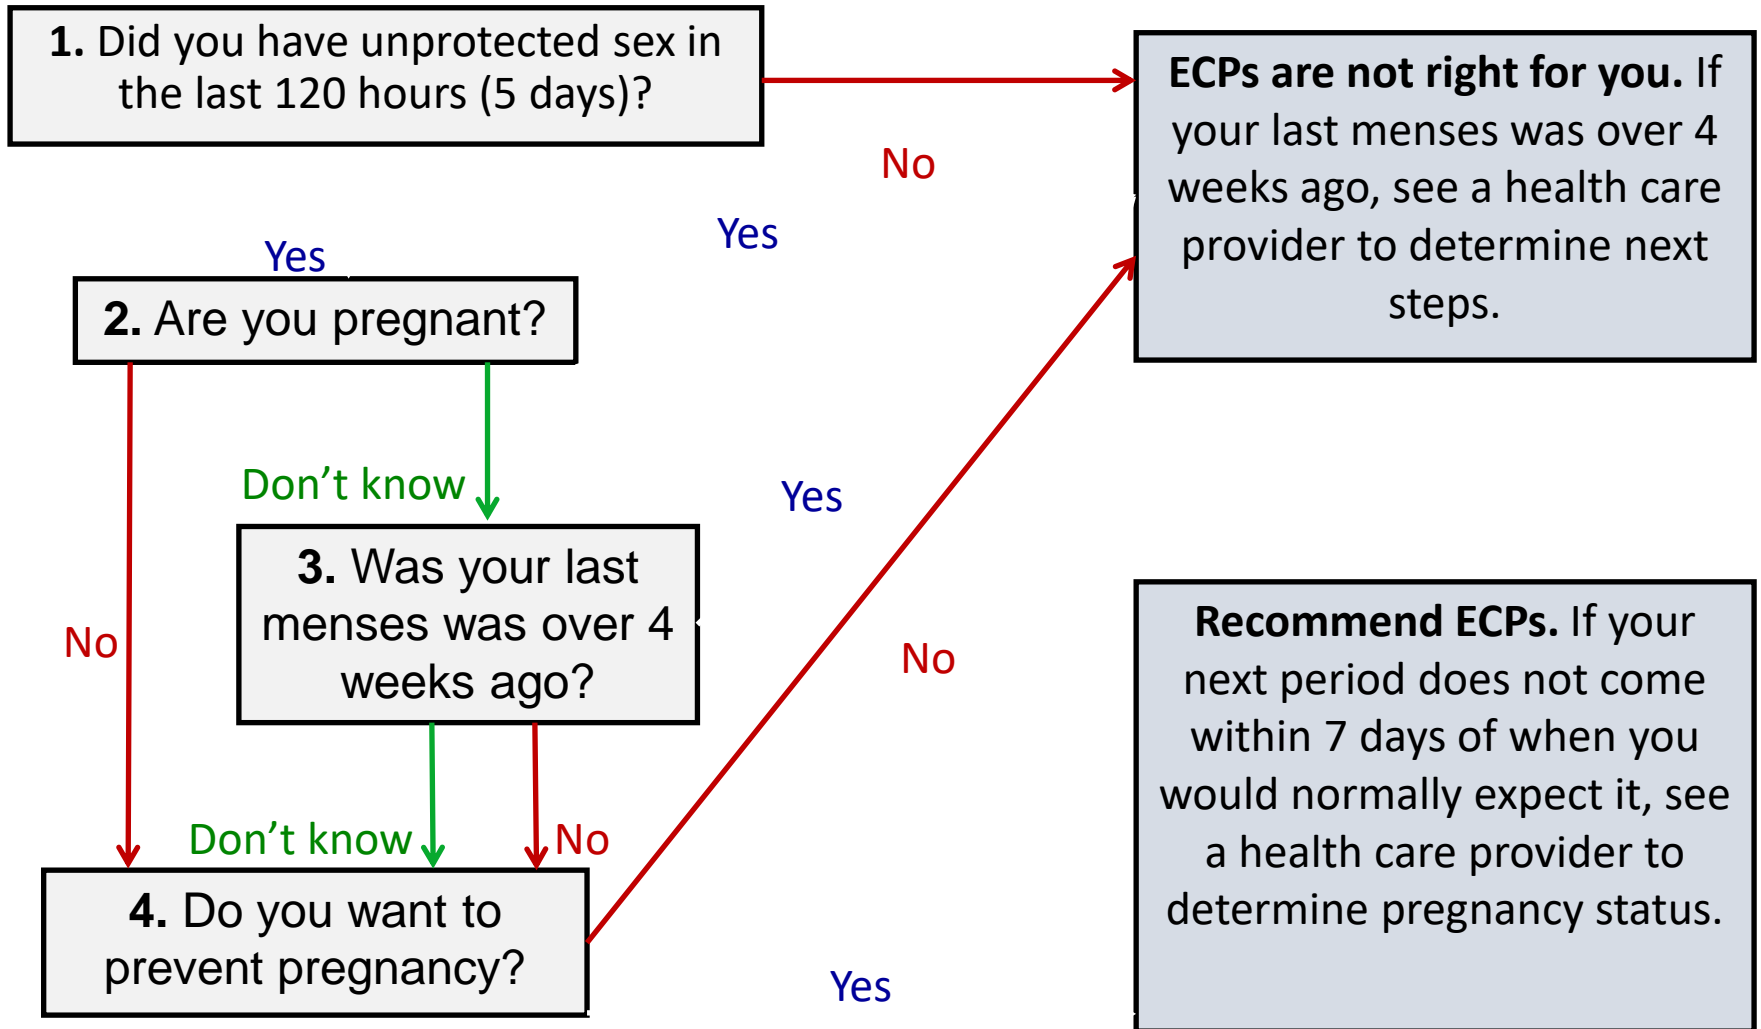 1. Did you have unprotected sex in
the last 120 hours (5 days)?
ECPs are not right for you. If
your last menses was over 4
weeks ago, see a health care
provider to determine next
steps.
No
Yes
Yes
2. Are you pregnant?
Don’t know
Yes
3. Was your last
menses was over 4
weeks ago?
No
No
Recommend ECPs. If your
next period does not come
within 7 days of when you
would normally expect it, see
a health care provider to
determine pregnancy status.
Don’t know
No
4. Do you want to
prevent pregnancy?
Yes